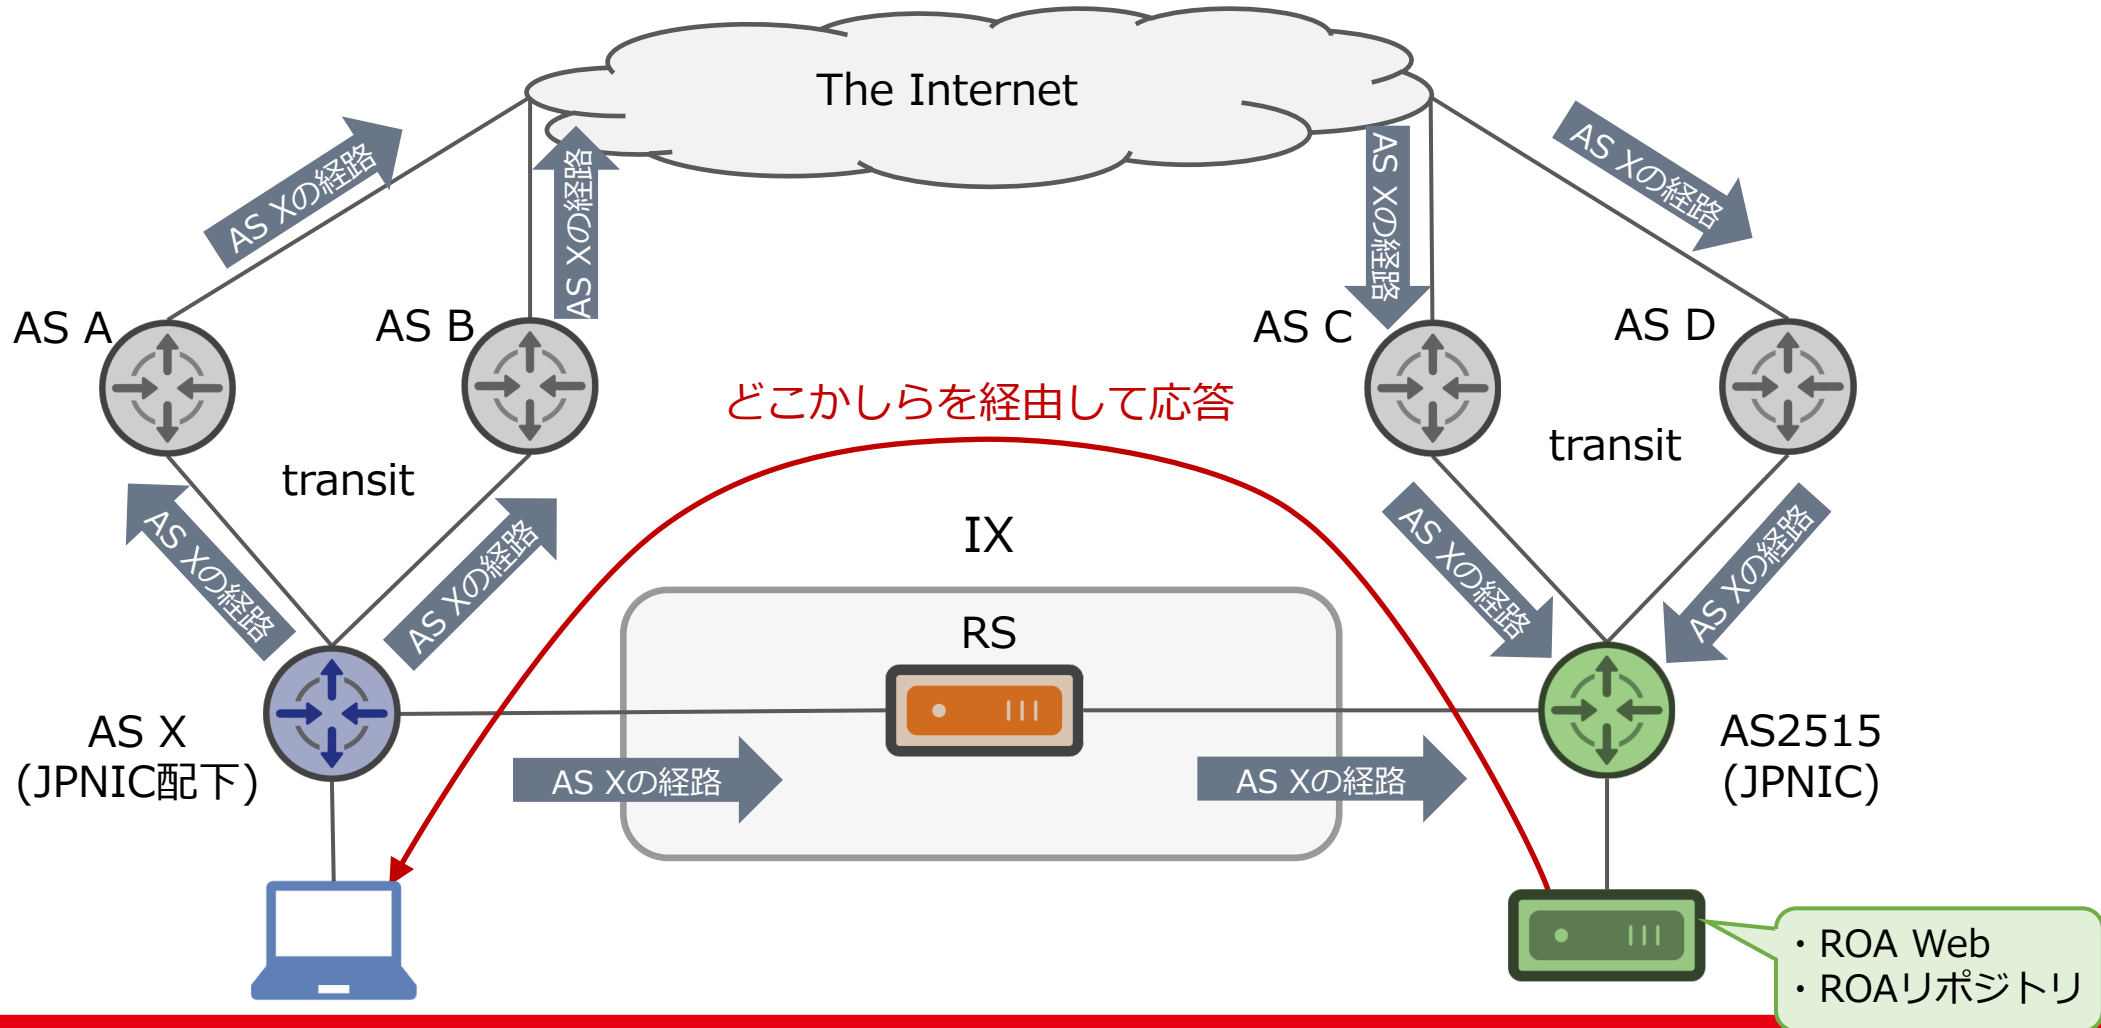 The Internet
AS Xの経路
AS Xの経路
AS Xの経路
AS Xの経路
AS A
AS B
AS C
AS D
どこかしらを経由して応答
transit
transit
AS Xの経路
AS Xの経路
AS Xの経路
AS Xの経路
IX
RS
AS X
(JPNIC配下)
AS Xの経路
AS Xの経路
AS2515
(JPNIC)
・ROA Web
・ROAリポジトリ